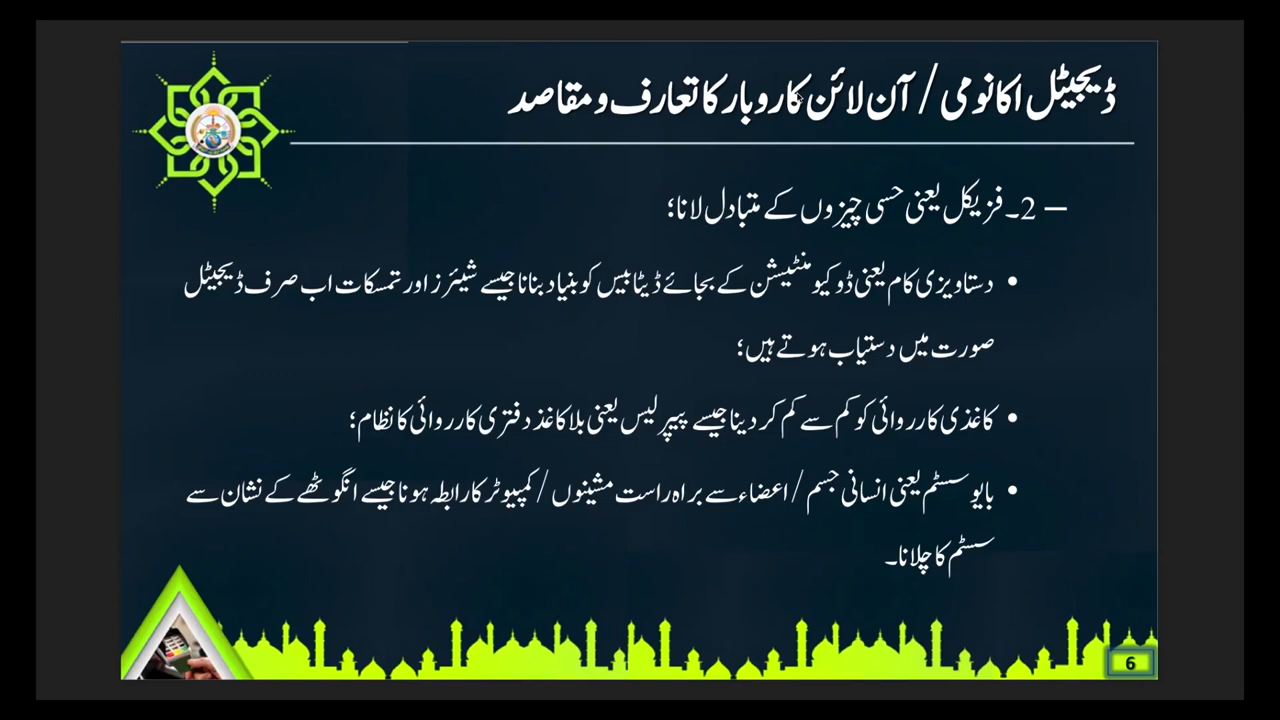 ڈیجیٹل اکانومی / آن لائن کاروبار کا تعارف و مقاصد
– 2۔ فزیکل یعنی حسی چیزوں کے متبادل لانا؛
• دستاویزی کام یعنی ڈوکیومنٹیشن کے بجائے ڈیٹا بیس کو بنیاد بنانا جیسے شیئرز اور تمسکات اب صرف ڈیجیٹل
صورت میں دستیاب ہوتے ہیں؛
• کاغذی کارروائی کو کم سے کم کر دینا جیسے پیپر لیس یعنی بلا کاغذ دفتری کارروائی کا نظام؛
• بایو سسٹم یعنی انسانی جسم / اعضاء سے براہ راست مشینوں / کمپیوٹر کا رابطہ ہونا جیسے انگوٹھے کے نشان سے
سسٹم کا چلانا۔
6